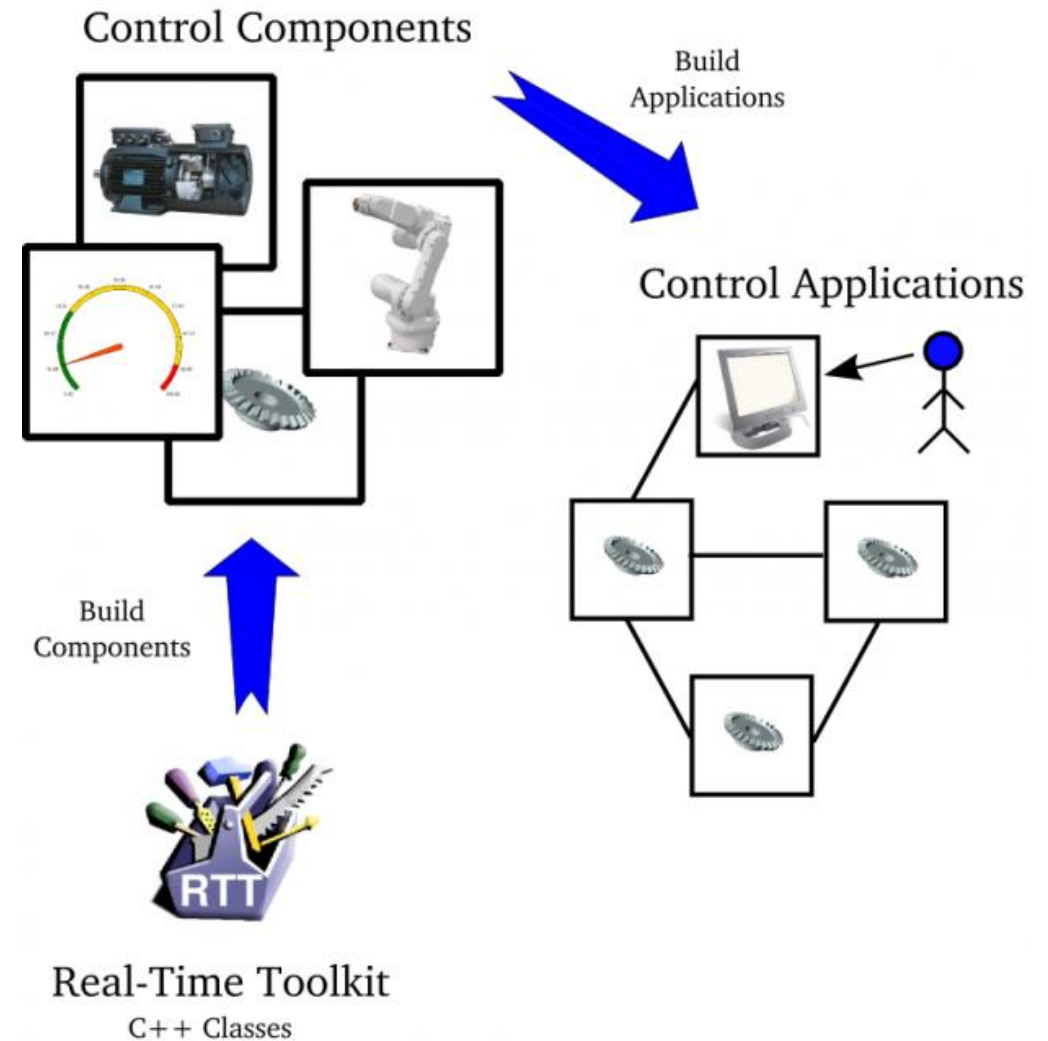 Control Components
Build
Applications
Control Applications
Build
Components
RTT
Real-Time Toolkit
C++ Classes